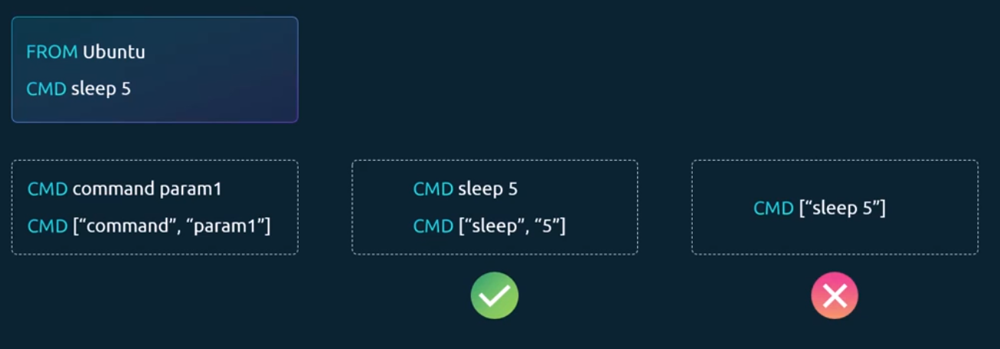 FROM Ubuntu
CMD sleep 5
CMD command param1
CMD [“command”, “param1”]
CMD sleep 5
CMD [“sleep”, “5”]
CMD [“sleep 5”]